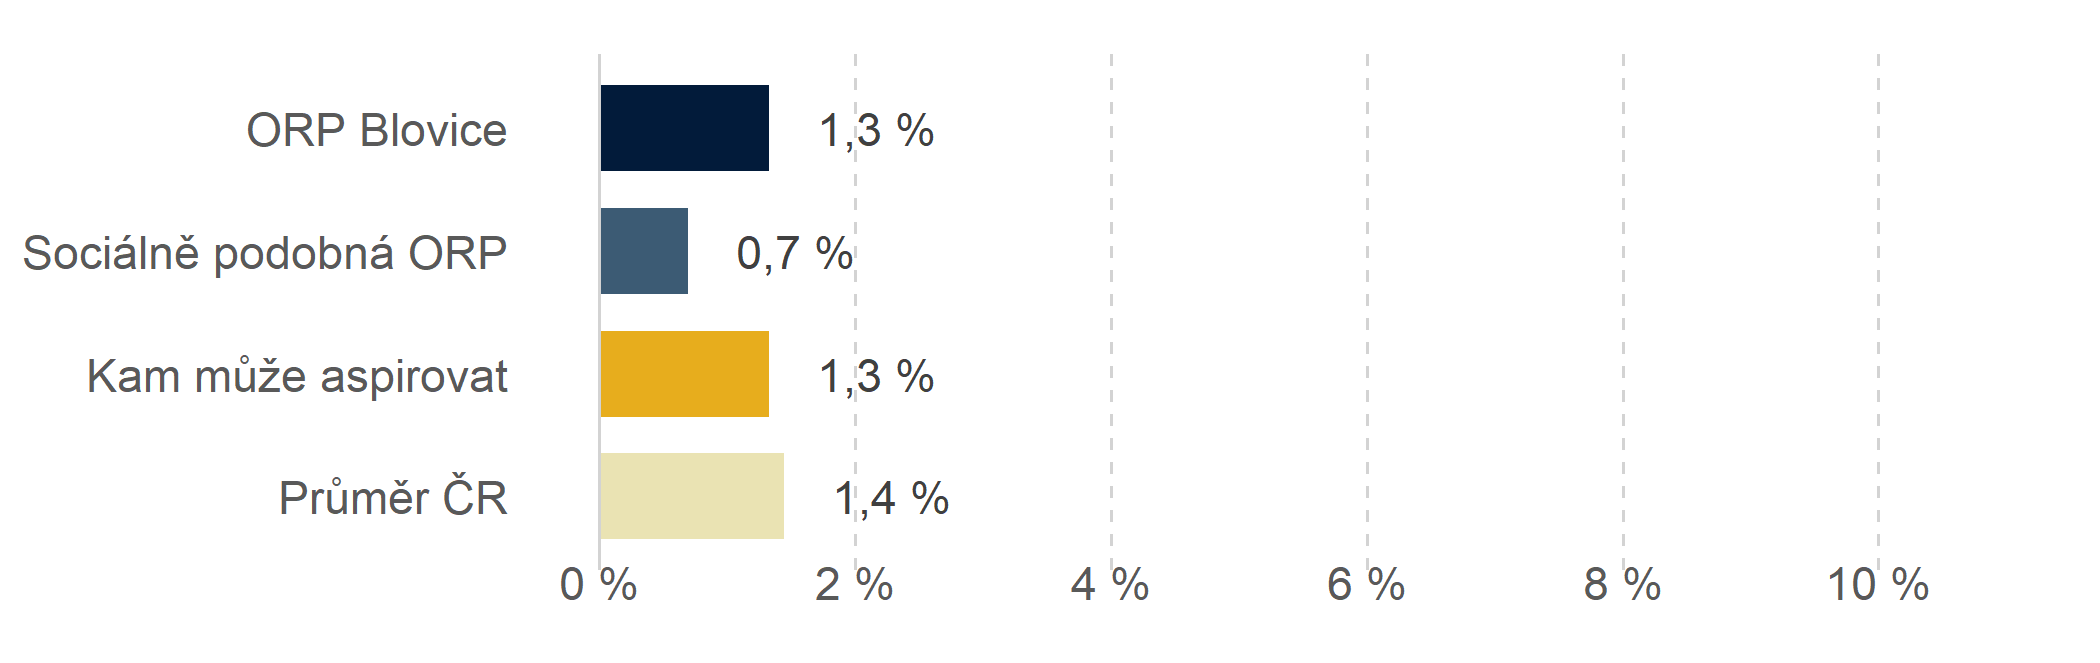 ORP Blovice 1,3 %
Sociálně podobná ORP 0,7 %
Kam může aspirovat 1,3 %
Průměr ČR 1,4 %
0 % 2 % 4 % 6 % 8 % 10 %